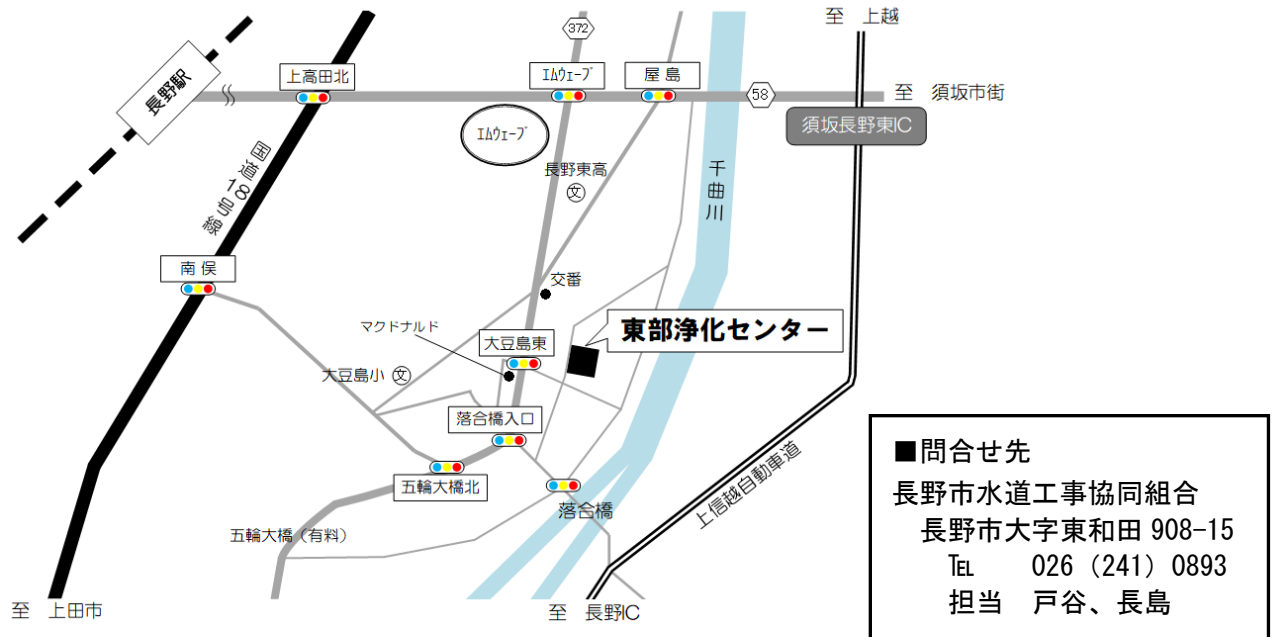 至 上越
372
長野駅
上高田北
ｴﾑｳｪｰﾌﾞ
屋島
58
至 須坂市街
須坂長野東IC
ｴﾑｳｪｰﾌﾞ
国道18号線
長野東高
文
千曲川
南俣
交番
マクドナルド
大豆島東
東部浄化センター
大豆島小
文
落合橋入口
五輪大橋北
落合橋
上信越自動車道
五輪大橋（有料）
至 上田市
至 長野IC
■問合せ先
長野市水道工事協同組合
長野市大字東和田 908-15
℡ 026（241）0893
担当 戸谷、長島